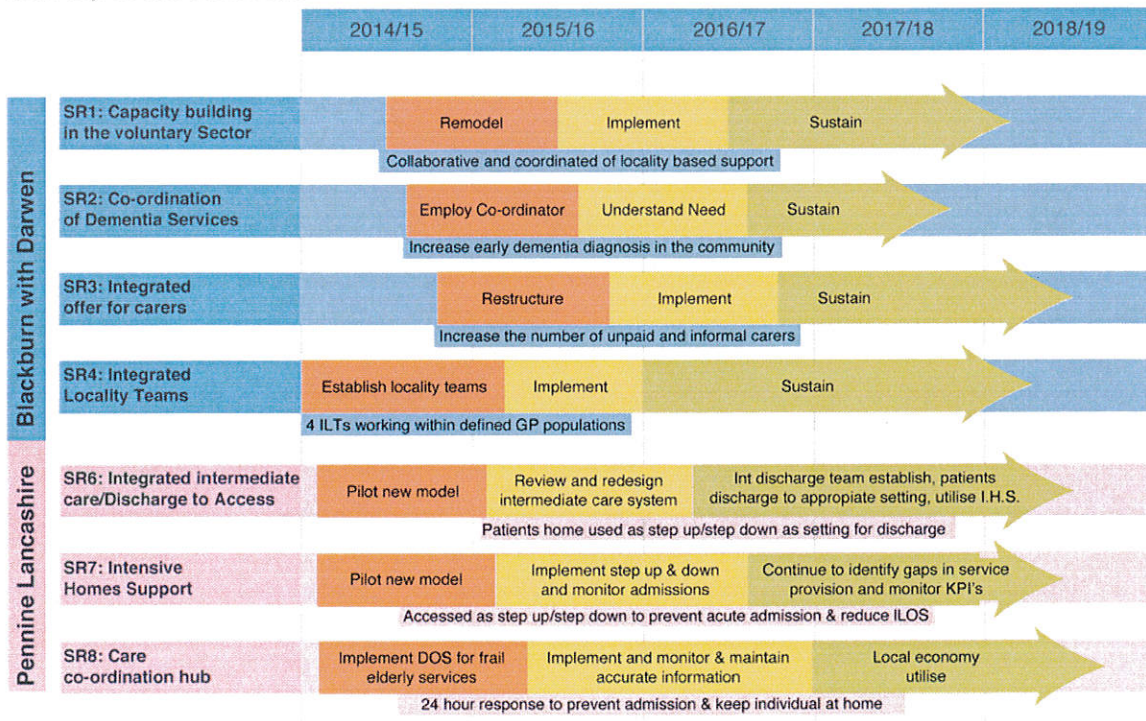 2014/15 2015/16 2016/17 2017/18 2018/19
Blackburn with Darwen
SR1: Capacity building
in the voluntary Sector
Remodel Implement Sustain
Collaborative and coordinated of locality based support
SR2: Co-ordination
of Dementia Services
Employ Co-ordinator Understand Need Sustain
Increase early dementia diagnosis in the community
SR3: Integrated
offer for carers
Restructure Implement Sustain
Increase the number of unpaid and informal carers
SR4: Integrated
Locality Teams
Establish locality teams Implement Sustain
4 ILTs working within defined GP populations
Pennine Lancashire
SR6: Integrated intermediate
care/Discharge to Access
Pilot new model
Review and redesign
intermediate care system
Int discharge team establish, patients
discharge to appropiate setting, utilise I.H.S.
Patients home used as step up/step down as setting for discharge
SR7: Intensive
Homes Support
Pilot new model
Implement step up & down
and monitor admissions
Continue to identify gaps in service
provision and monitor KPI's
Accessed as step up/step down to prevent acute admission & reduce ILOS
SR8: Care
co-ordination hub
Implement DOS for frail
elderly services
Implement and monitor & maintain
accurate information
Local economy
utilise
24 hour response to prevent admission & keep individual at home